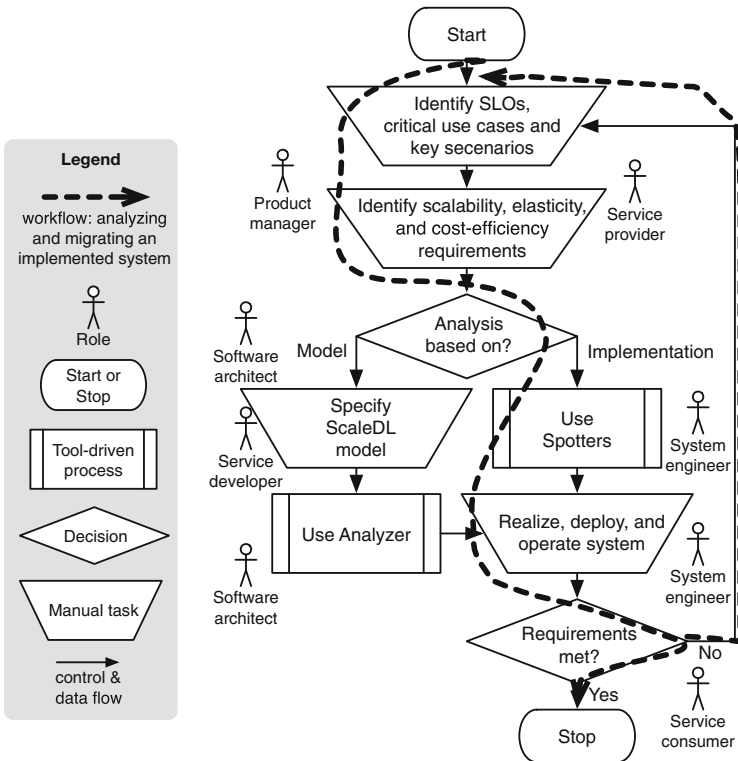 Start
Identify SLOs,
critical use cases and
key secenarios
Legend
workflow: analyzing
and migrating an
implemented system
Product
manager
Identify scalability, elasticity,
and cost-efficiency
requirements
Service
provider
Role
Start or
Stop
Software
architect
Model
Analysis
based on?
Implementation
Tool-driven
process
Specify
ScaleDL
model
Service
developer
Use
Spotters
System
engineer
Decision
Use Analyzer
Realize, deploy, and
operate system
Software
architect
System
engineer
Manual task
control &
data flow
Requirements
met?
No
Yes
Service
consumer
Stop